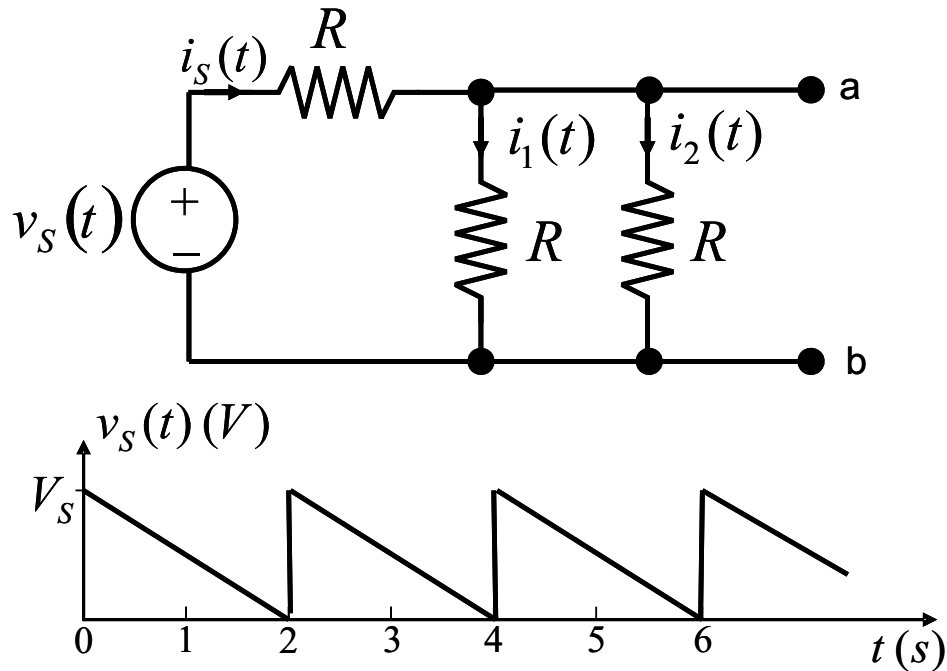 R
i_S(t)
a
i_1(t)
i_2(t)
+
v_S(t)
−
R
R
b
v_S(t) (V)
V_S
0 1 2 3 4 5 6
t (s)